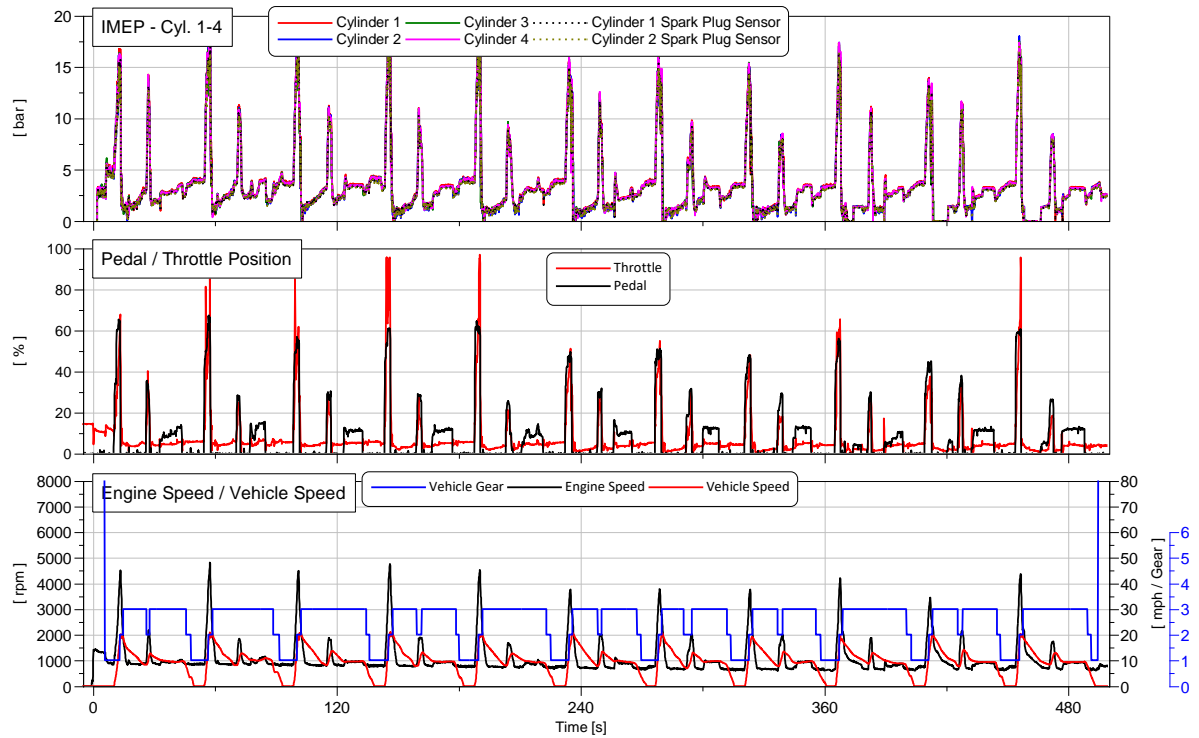 IMEP - Cyl. 1-4
Cylinder 1 Cylinder 3 Cylinder 1 Spark Plug Sensor
Cylinder 2 Cylinder 4 Cylinder 2 Spark Plug Sensor
20
15
10
5
0
[ bar ]
Pedal / Throttle Position
Throttle
Pedal
100
80
60
40
20
0
[ % ]
Engine Speed / Vehicle Speed
Vehicle Gear Engine Speed Vehicle Speed
8000
7000
6000
5000
4000
3000
2000
1000
0
[ rpm ]
80
70
60
50
40
30
20
10
0
[ mph / Gear ]
6
5
4
3
2
1
0
0 120 240 360 480
Time [s]